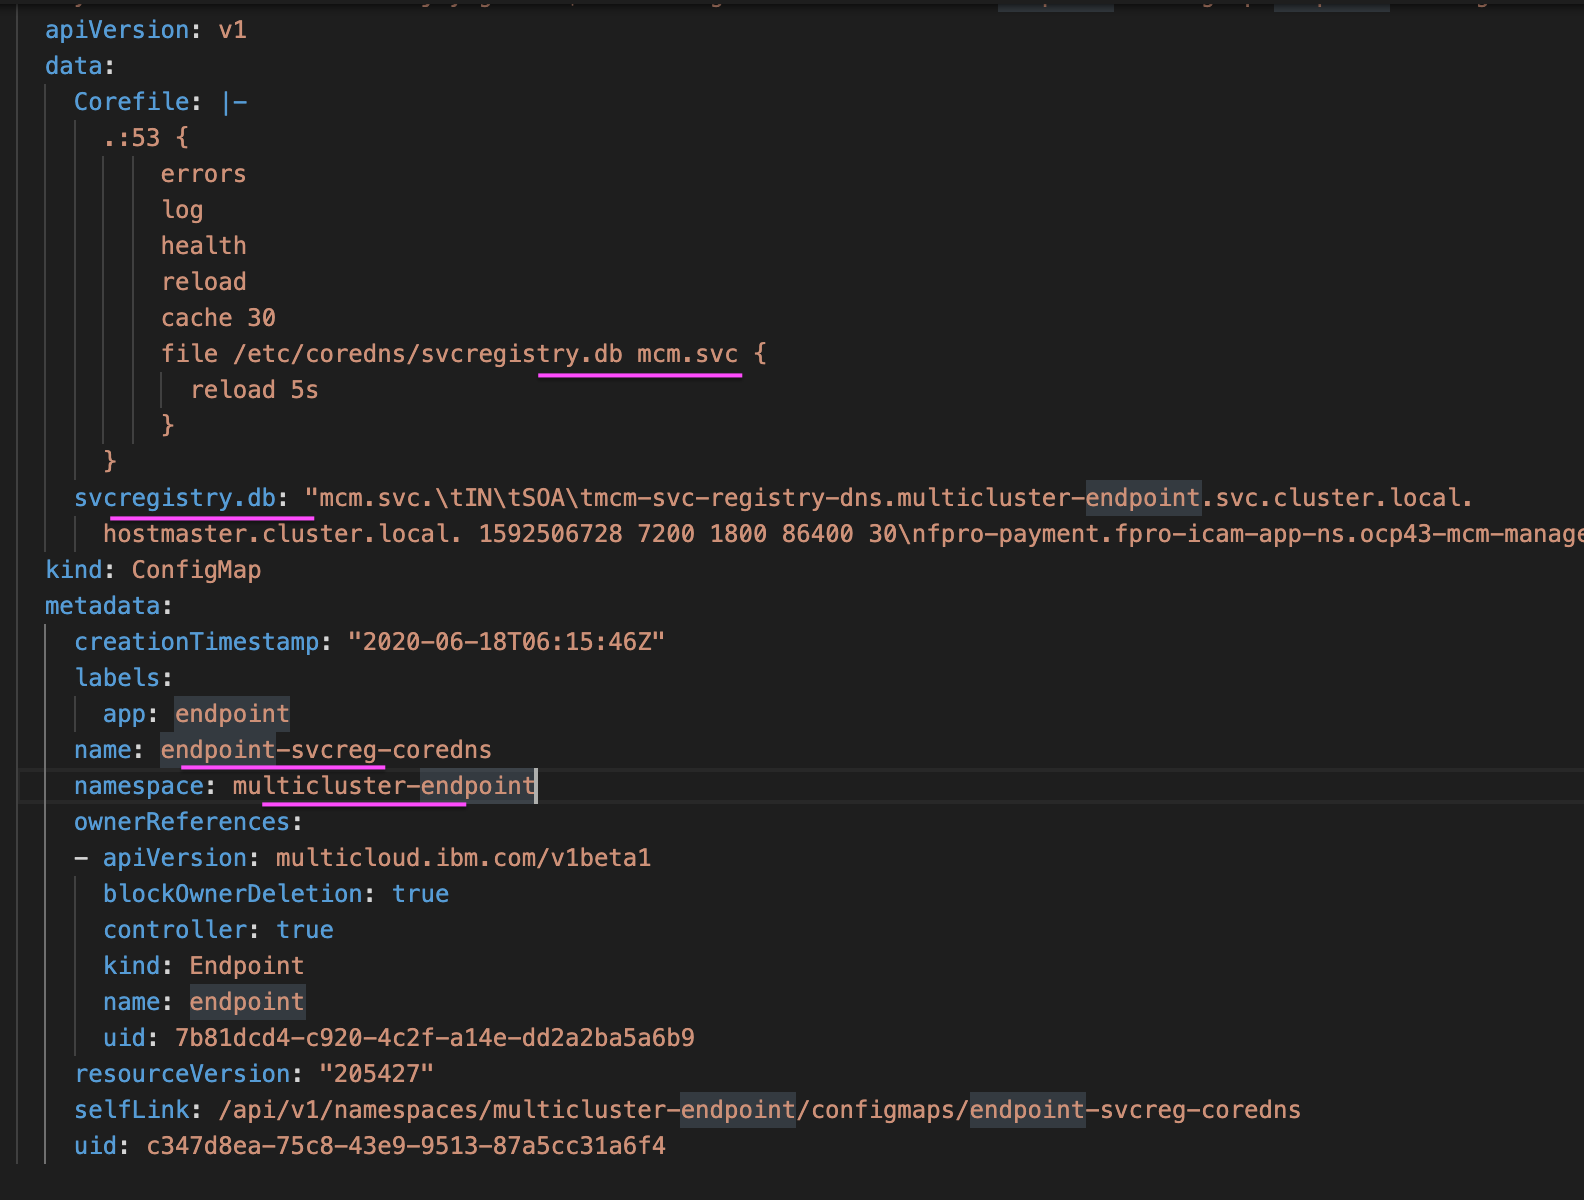 apiVersion: v1
data:
Corefile: |-
.:53 {
errors
log
health
reload
cache 30
file /etc/coredns/svcregistry.db mcm.svc {
reload 5s
}
}
svcregistry.db: "mcm.svc.\tIN\tSOA\tmcm-svc-registry-dns.multicluster-endpoint.svc.cluster.local.
hostmaster.cluster.local. 1592506728 7200 1800 86400 30\nfpro-payment.fpro-icam-app-ns.ocp43-mcm-manage
kind: ConfigMap
metadata:
creationTimestamp: "2020-06-18T06:15:46Z"
labels:
app: endpoint
name: endpoint-svcreg-coredns
namespace: multicluster-endpoint
ownerReferences:
- apiVersion: multicloud.ibm.com/v1beta1
blockOwnerDeletion: true
controller: true
kind: Endpoint
name: endpoint
uid: 7b81dcd4-c920-4c2f-a14e-dd2a2ba5a6b9
resourceVersion: "205427"
selfLink: /api/v1/namespaces/multicluster-endpoint/configmaps/endpoint-svcreg-coredns
uid: c347d8ea-75c8-43e9-9513-87a5cc31a6f4